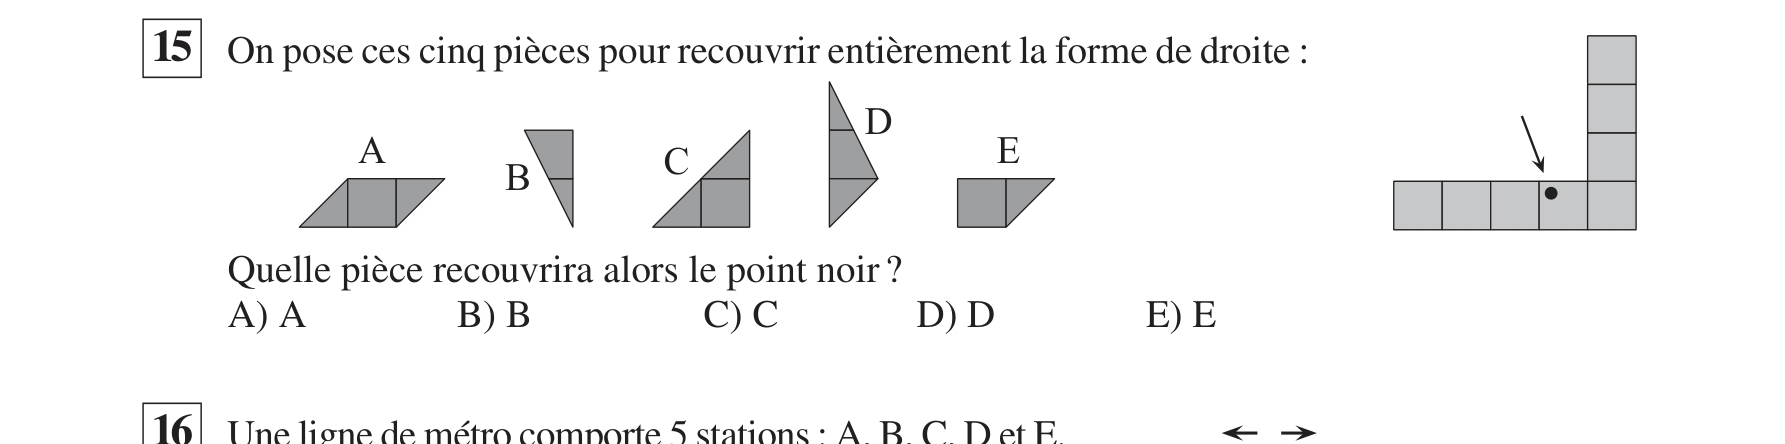 15 On pose ces cinq pièces pour recouvrir entièrement la forme de droite :
A B C D E
Quelle pièce recouvrira alors le point noir ?
A) A B) B C) C D) D E) E
16 Une ligne de métro comporte 5 stations : A, B, C, D et E.